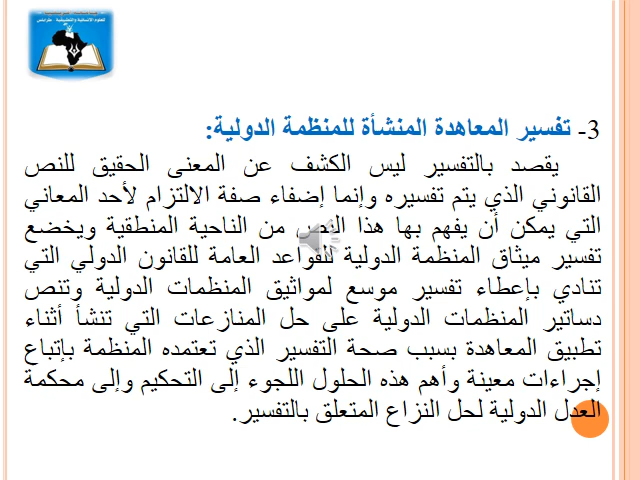 العلوم الإنسانية والتطبيقية - طرابلس
3- تفسير المعاهدة المنشأة للمنظمة الدولية:
يقصد بالتفسير ليس الكشف عن المعنى الحقيق للنص
القانوني الذي يتم تفسيره وإنما إضفاء صفة الالتزام لأحد المعاني
التي يمكن أن يفهم بها هذا النص من الناحية المنطقية ويخضع
تفسير ميثاق المنظمة الدولية للقواعد العامة للقانون الدولي التي
تنادي بإعطاء تفسير موسع لمواثيق المنظمات الدولية وتنص
دساتير المنظمات الدولية على حل المنازعات التي تنشأ أثناء
تطبيق المعاهدة بسبب صحة التفسير الذي تعتمده المنظمة بإتباع
إجراءات معينة وأهم هذه الحلول اللجوء إلى التحكيم وإلى محكمة
العدل الدولية لحل النزاع المتعلق بالتفسير.